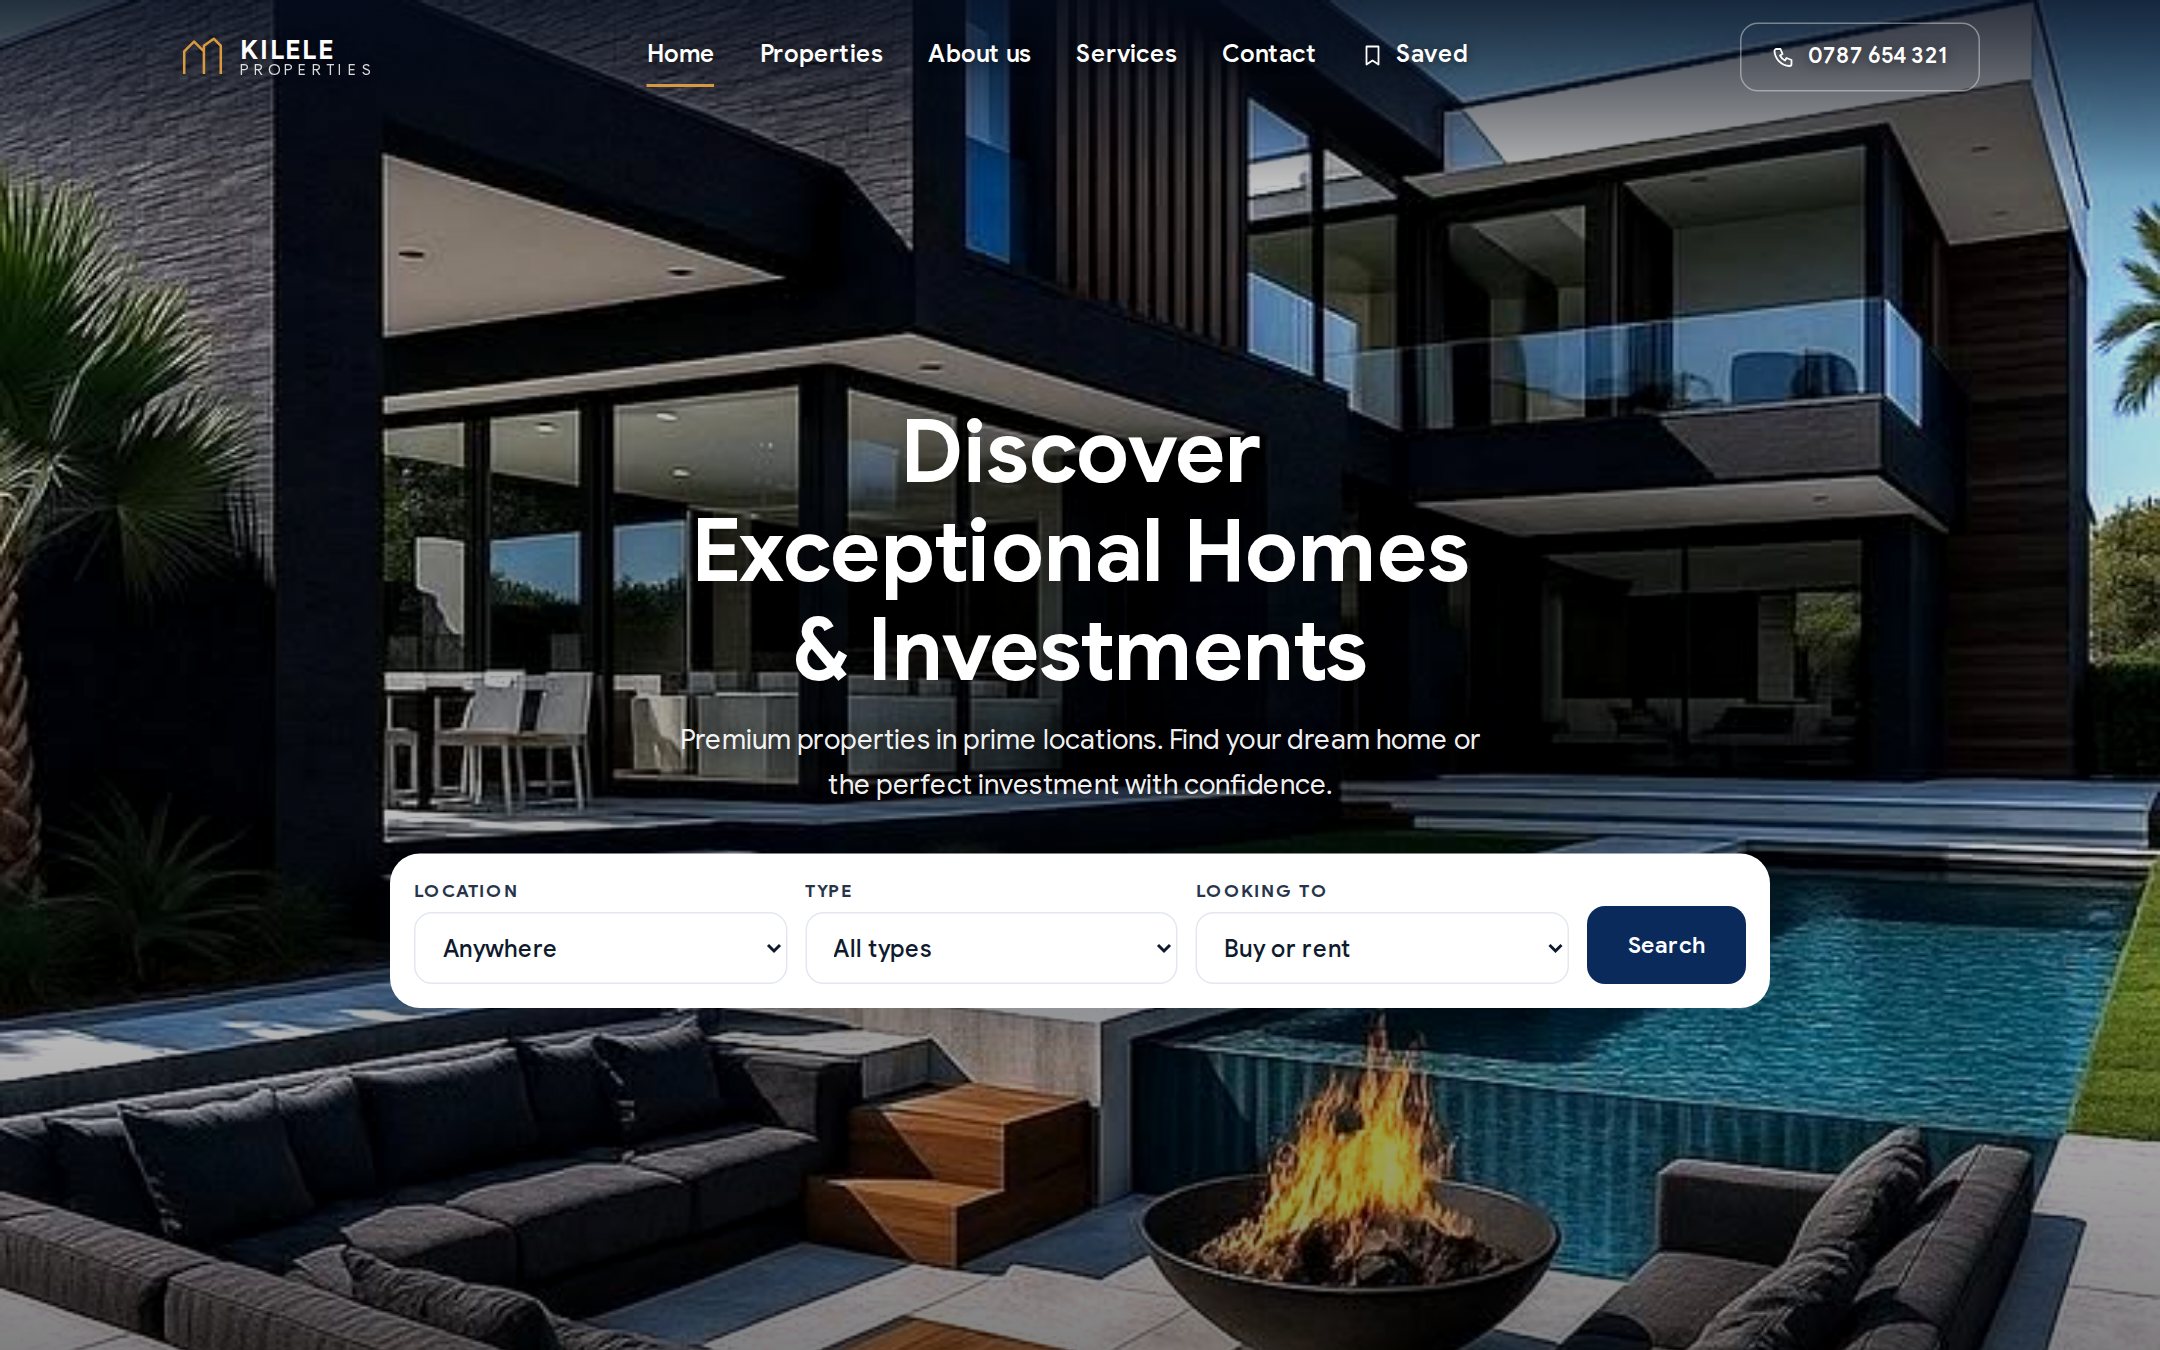 KILELE
PROPERTIES
Home
Properties
About us
Services
Contact
Saved
0787 654 321
Discover
Exceptional Homes
& Investments
Premium properties in prime locations. Find your dream home or
the perfect investment with confidence.
LOCATION
TYPE
LOOKING TO
Anywhere
All types
Buy or rent
Search